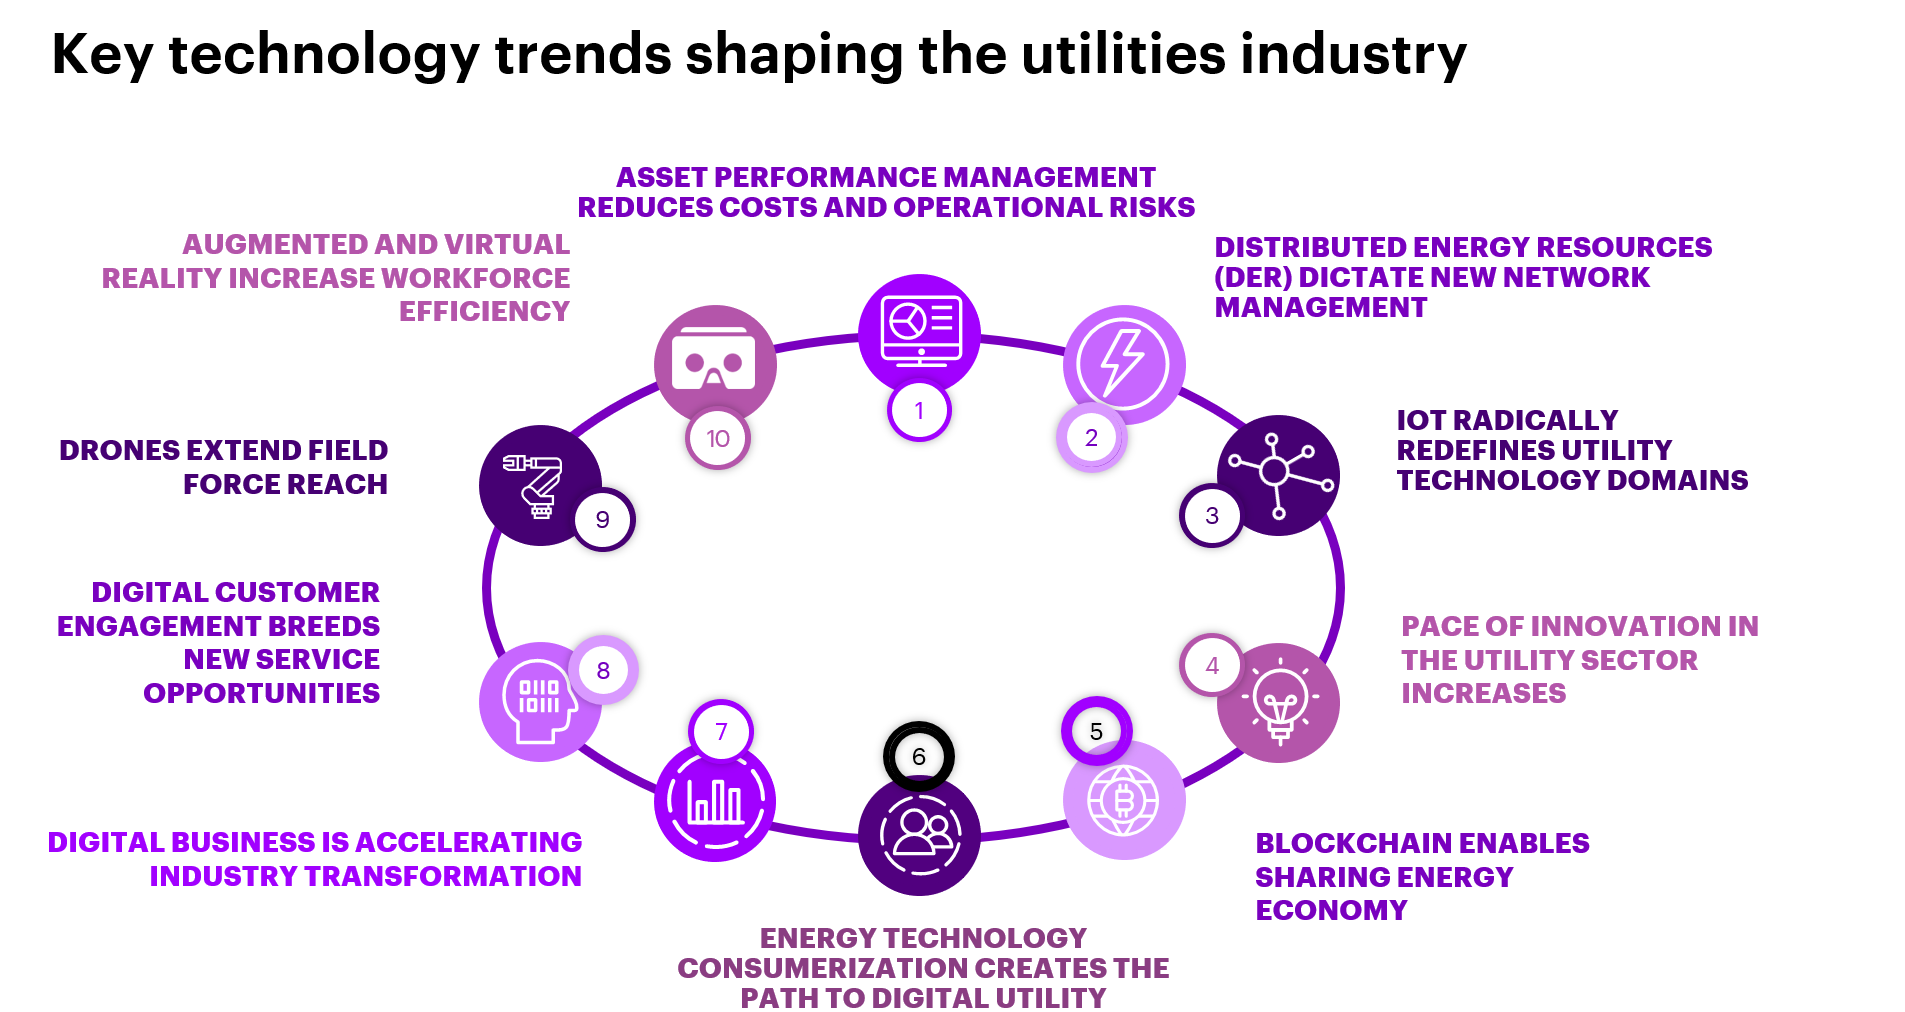 Key technology trends shaping the utilities industry
ASSET PERFORMANCE MANAGEMENT
REDUCES COSTS AND OPERATIONAL RISKS
1
DISTRIBUTED ENERGY RESOURCES
(DER) DICTATE NEW NETWORK
MANAGEMENT
2
IOT RADICALLY
REDEFINES UTILITY
TECHNOLOGY DOMAINS
3
PACE OF INNOVATION IN
THE UTILITY SECTOR
INCREASES
4
BLOCKCHAIN ENABLES
SHARING ENERGY
ECONOMY
5
ENERGY TECHNOLOGY
CONSUMERIZATION CREATES THE
PATH TO DIGITAL UTILITY
6
DIGITAL BUSINESS IS ACCELERATING
INDUSTRY TRANSFORMATION
7
DIGITAL CUSTOMER
ENGAGEMENT BREEDS
NEW SERVICE
OPPORTUNITIES
8
DRONES EXTEND FIELD
FORCE REACH
9
AUGMENTED AND VIRTUAL
REALITY INCREASE WORKFORCE
EFFICIENCY
10